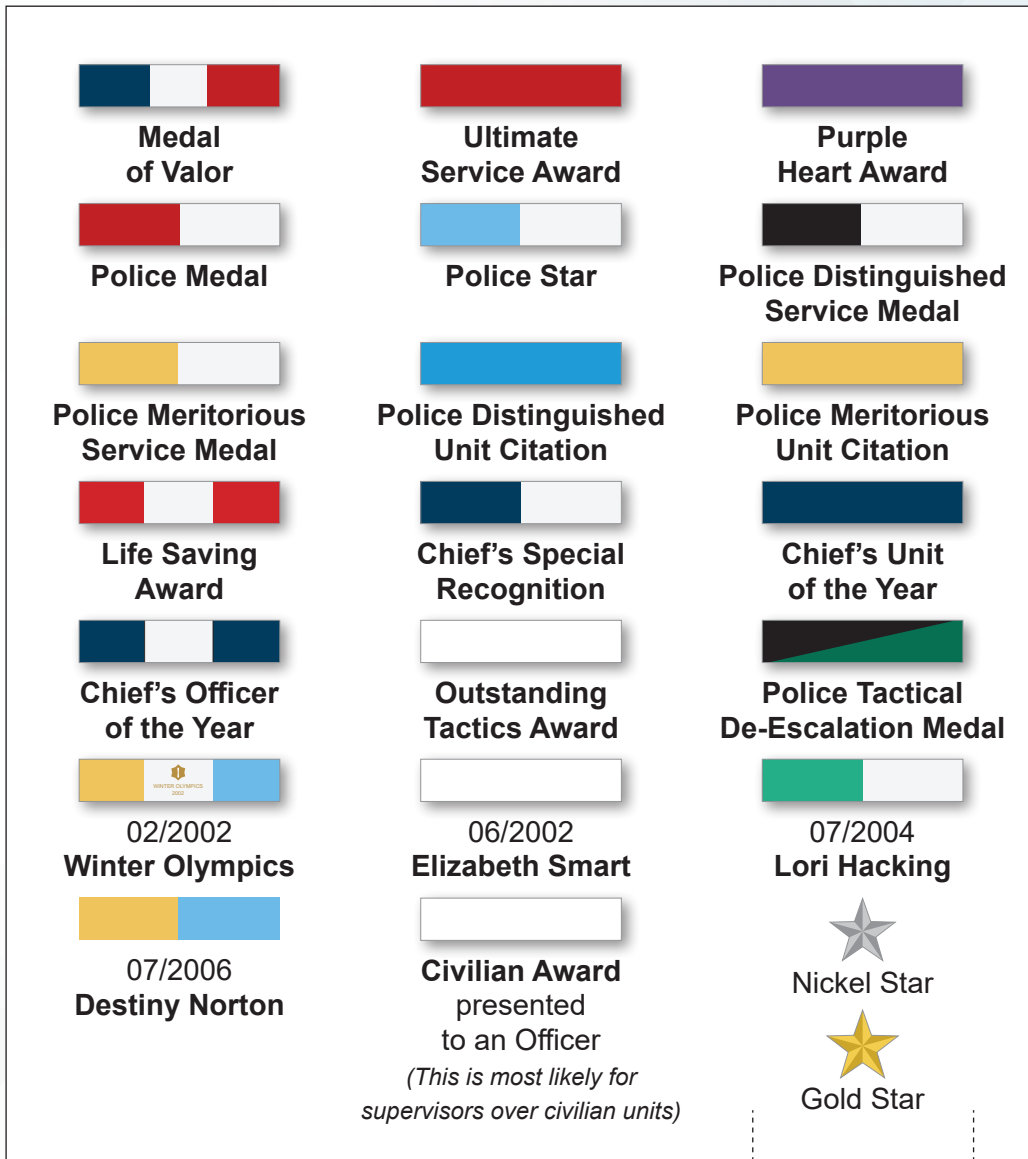 Medal
of Valor
Ultimate
Service Award
Purple
Heart Award
Police Medal
Police Star
Police Distinguished
Service Medal
Police Meritorious
Service Medal
Police Distinguished
Unit Citation
Police Meritorious
Unit Citation
Life Saving
Award
Chief’s Special
Recognition
Chief’s Unit
of the Year
Chief’s Officer
of the Year
Outstanding
Tactics Award
Police Tactical
De-Escalation Medal
WINTER OLYMPICS
2002
02/2002
Winter Olympics
06/2002
Elizabeth Smart
07/2004
Lori Hacking
07/2006
Destiny Norton
Civilian Award
presented
to an Officer
(This is most likely for
supervisors over civilian units)
Nickel Star
Gold Star